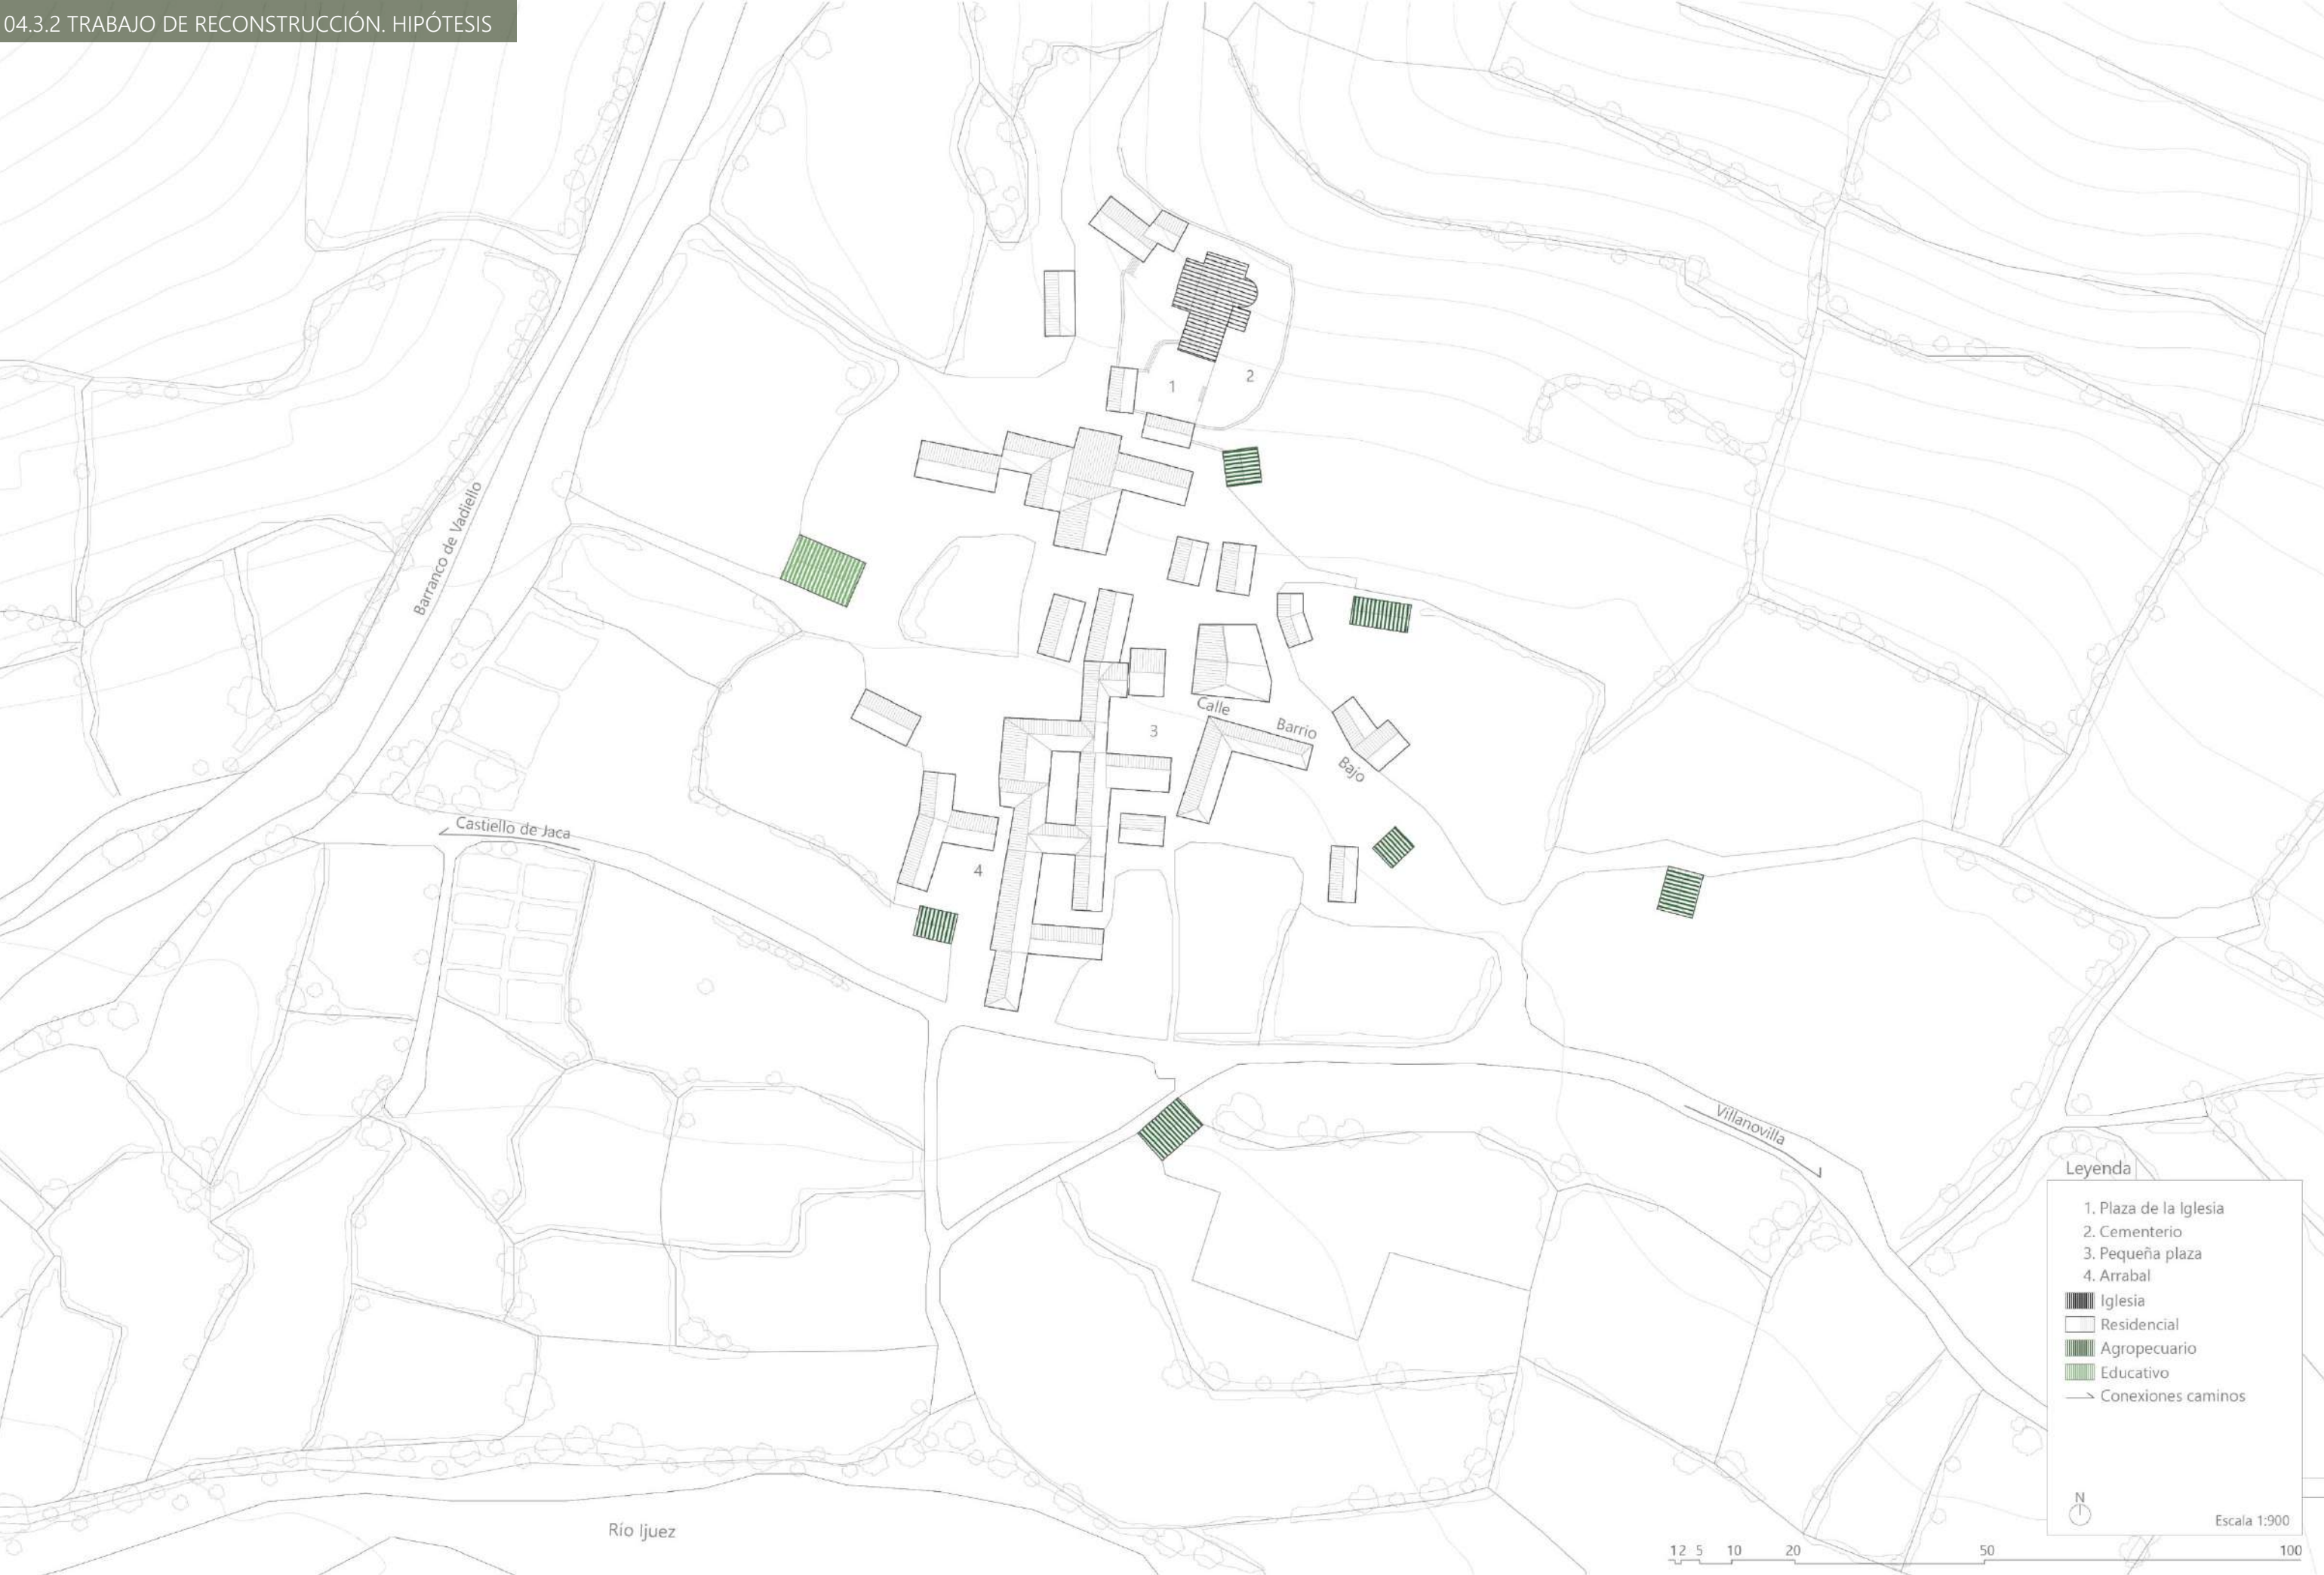 04.3.2 TRABAJO DE RECONSTRUCCIÓN. HIPÓTESIS
1
2
Barranco de Vadiello
Calle
Barrio
Bajo
3
Castiello de Jaca
4
Villanovilla
Río Ijuez
Leyenda
1. Plaza de la Iglesia
2. Cementerio
3. Pequeña plaza
4. Arrabal
Iglesia
Residencial
Agropecuario
Educativo
Conexiones caminos
N
Escala 1:900
12 5 10 20 50 100